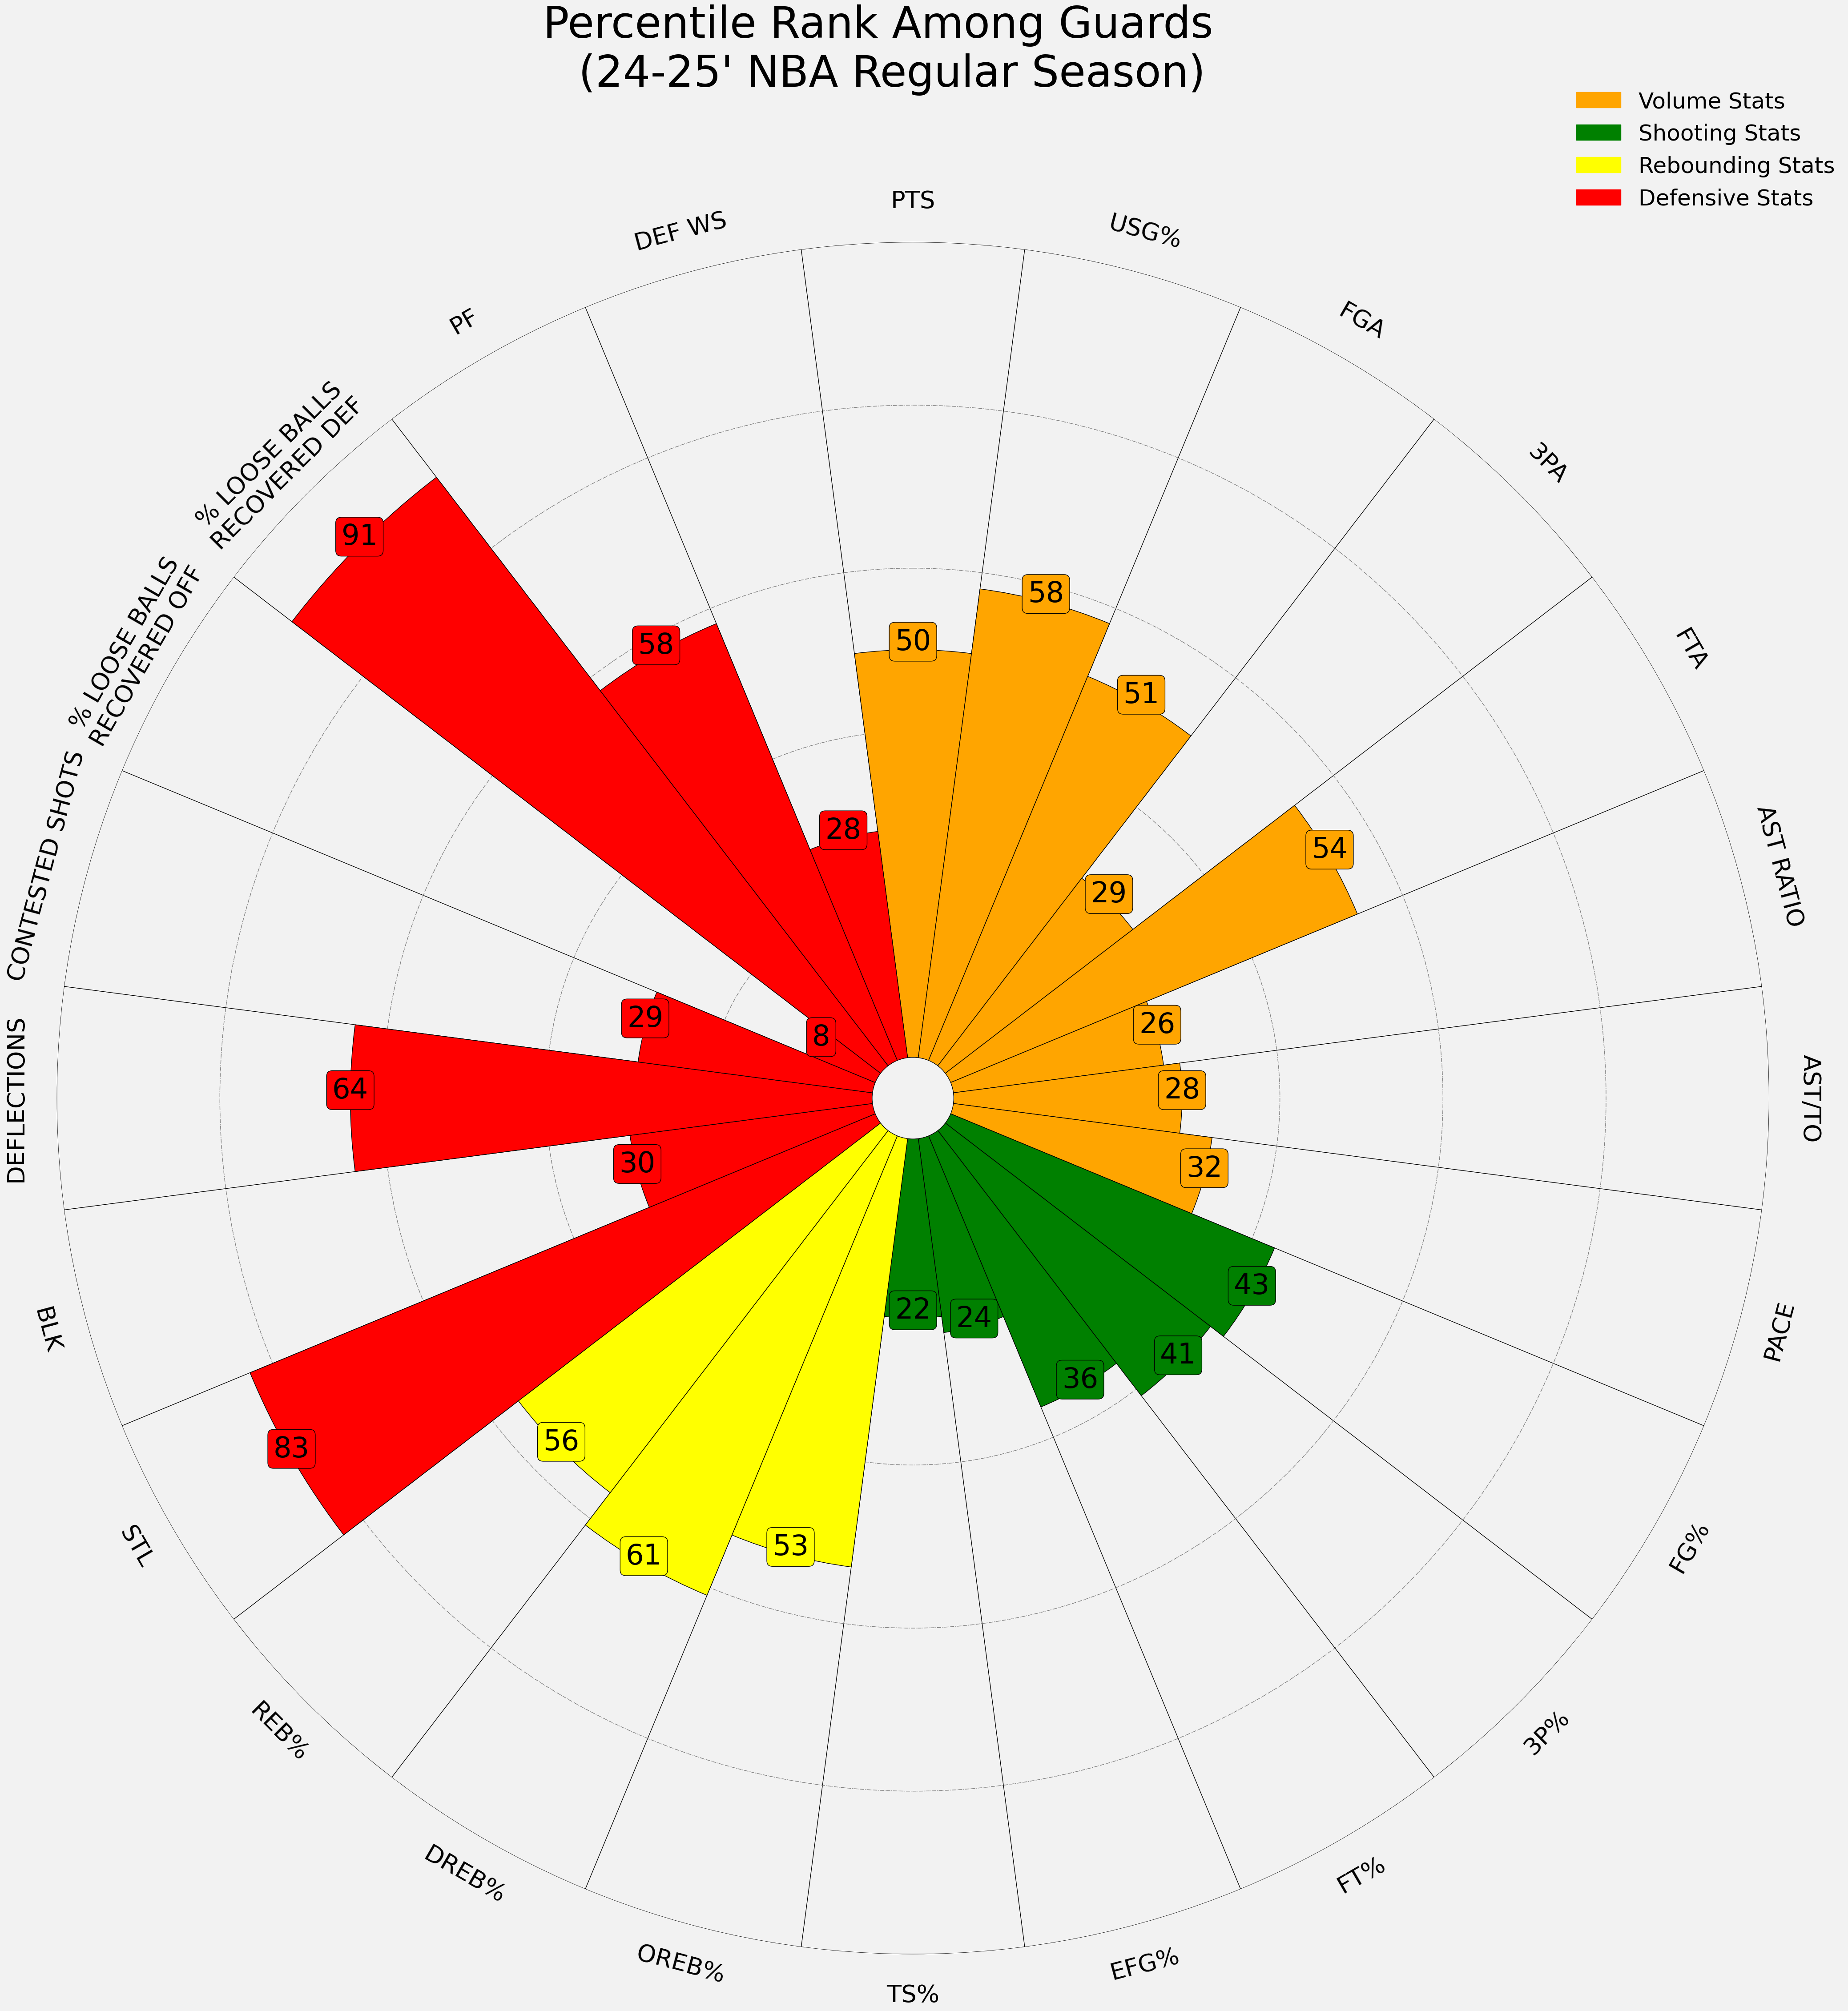 Percentile Rank Among Guards
(24-25' NBA Regular Season)
Volume Stats
Shooting Stats
Rebounding Stats
Defensive Stats
PTS
50
USG%
58
FGA
51
3PA
29
FTA
54
AST RATIO
26
AST/TO
28
PACE
32
FG%
43
3P%
41
FT%
36
EFG%
24
TS%
22
OREB%
53
DREB%
61
REB%
56
STL
83
BLK
30
DEFLECTIONS
64
CONTESTED SHOTS
29
% LOOSE BALLS
RECOVERED OFF
8
% LOOSE BALLS
RECOVERED DEF
91
PF
58
DEF WS
28